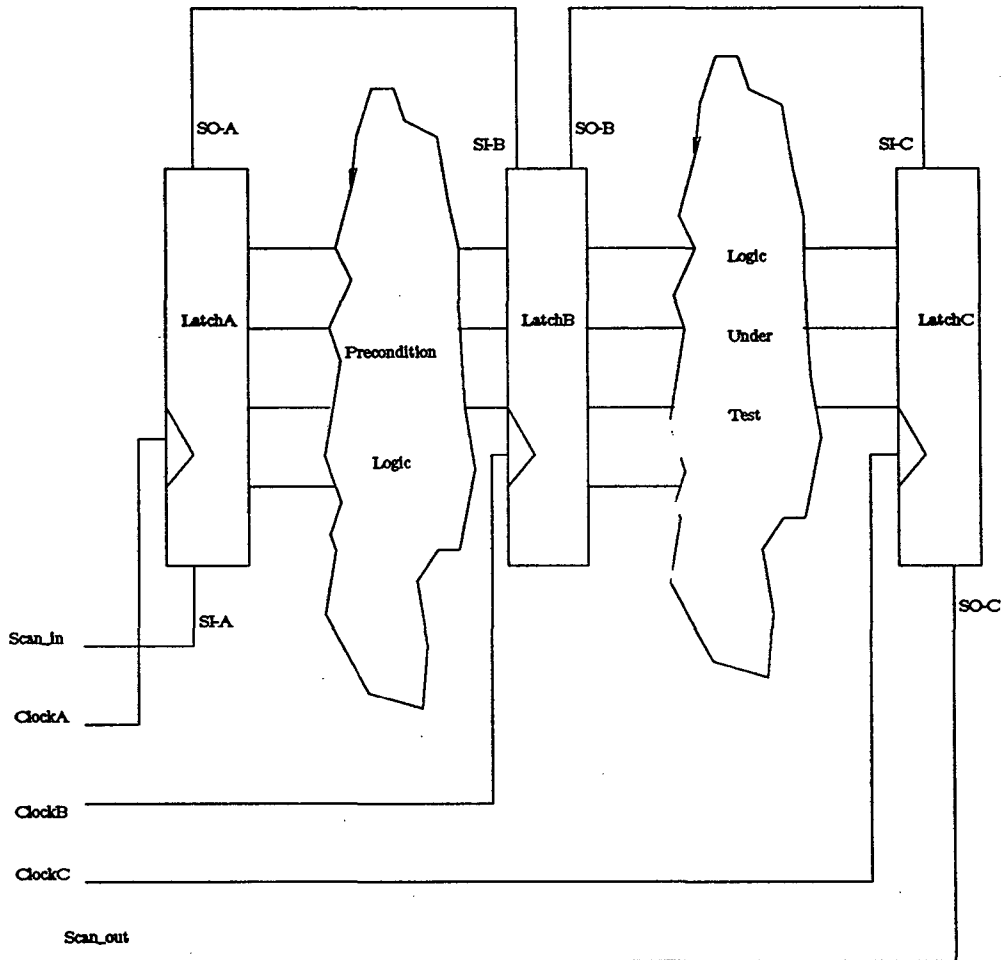 SO-A
SI-B
SO-B
SI-C
LatchA
Precondition
Logic
LatchB
Logic
Under
Test
LatchC
SI-A
SO-C
Scan_in
ClockA
ClockB
ClockC
Scan_out